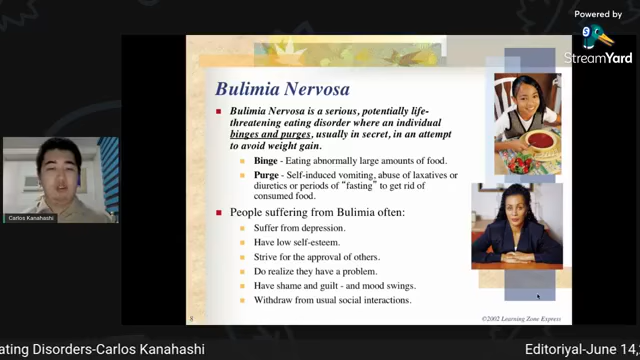 Powered by
StreamYard
Bulimia Nervosa
Bulimia Nervosa is a serious, potentially life-
threatening eating disorder where an individual
binges and purges, usually in secret, in an attempt
to avoid weight gain.
Binge - Eating abnormally large amounts of food.
Purge - Self-induced vomiting, abuse of laxatives or
diuretics or periods of "fasting" to get rid of
consumed food.
People suffering from Bulimia often:
Suffer from depression.
Have low self-esteem.
Strive for the approval of others.
Do realize they have a problem.
Have shame and guilt - and mood swings.
Withdraw from usual social interactions.
8
©2002 Learning Zone Express
Carlos Kanahashi
ating Disorders-Carlos Kanahashi
Editoriyal-June 14,